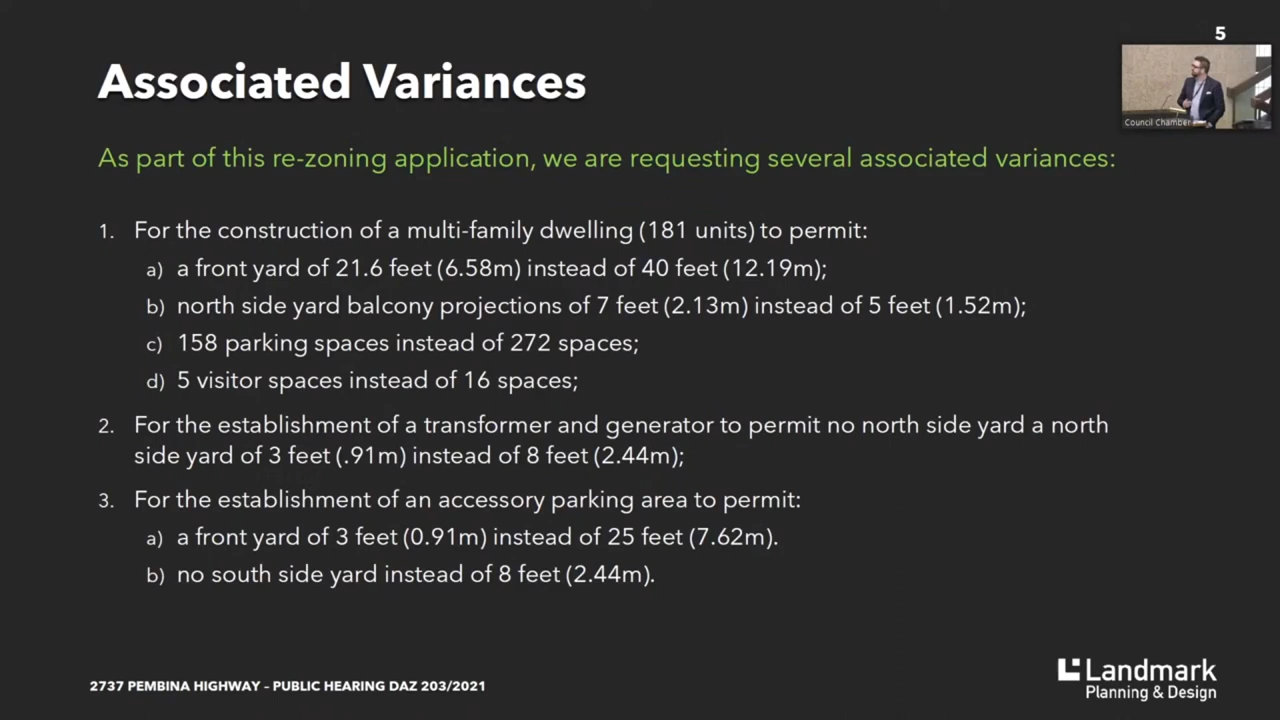 5
Associated Variances
Council Chamber
As part of this re-zoning application, we are requesting several associated variances:
1. For the construction of a multi-family dwelling (181 units) to permit:
a) a front yard of 21.6 feet (6.58m) instead of 40 feet (12.19m);
b) north side yard balcony projections of 7 feet (2.13m) instead of 5 feet (1.52m);
c) 158 parking spaces instead of 272 spaces;
d) 5 visitor spaces instead of 16 spaces;
2. For the establishment of a transformer and generator to permit no north side yard a north
side yard of 3 feet (.91m) instead of 8 feet (2.44m);
3. For the establishment of an accessory parking area to permit:
a) a front yard of 3 feet (0.91m) instead of 25 feet (7.62m).
b) no south side yard instead of 8 feet (2.44m).
2737 PEMBINA HIGHWAY – PUBLIC HEARING DAZ 203/2021
Landmark
Planning & Design